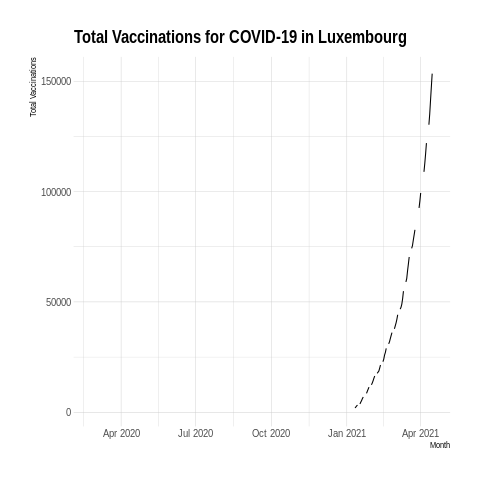 Total Vaccinations for COVID-19 in Luxembourg
Total Vaccinations
150000
100000
50000
0
Apr 2020
Jul 2020
Oct 2020
Jan 2021
Apr 2021
Month